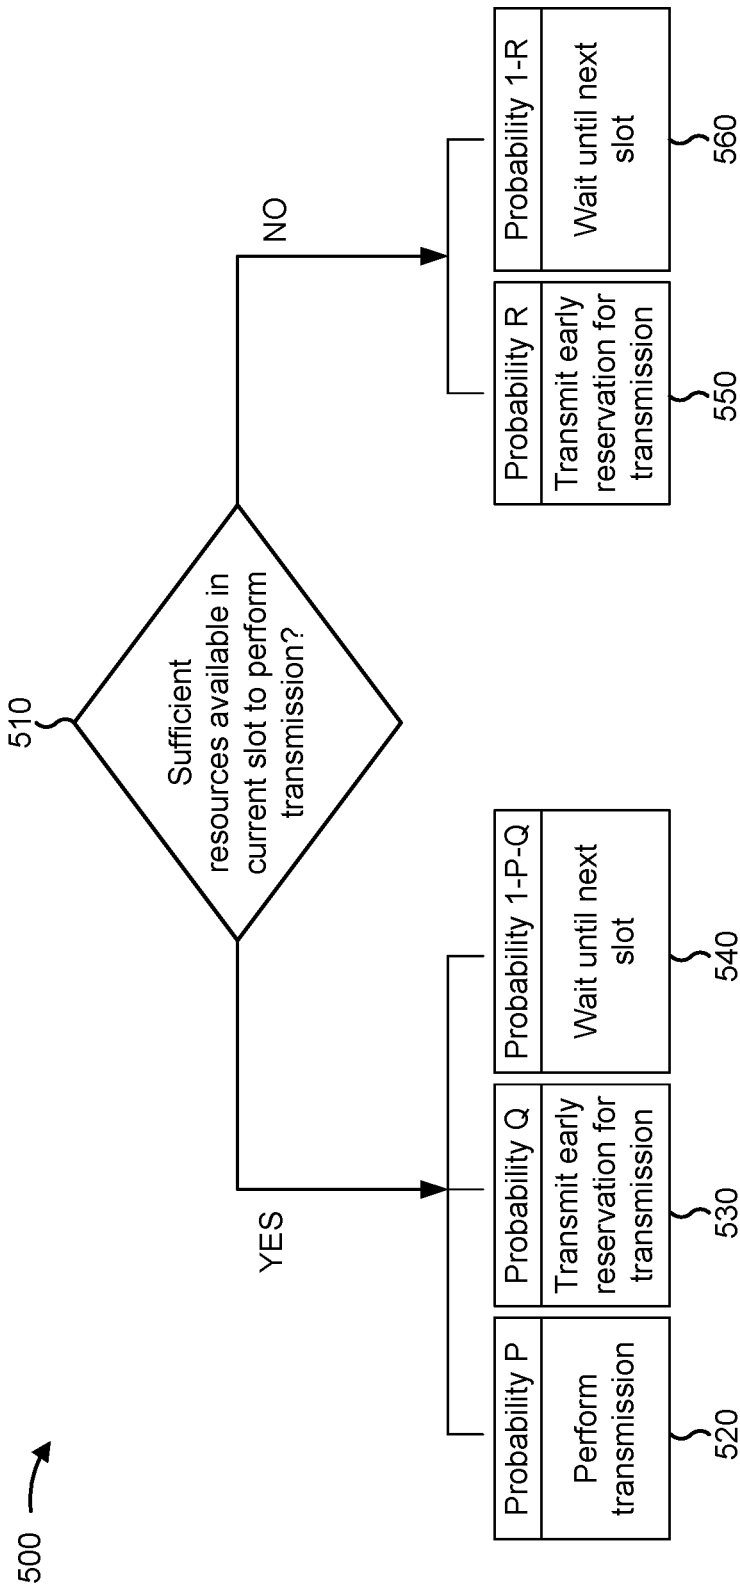 500
510
Sufficient
resources available in
current slot to perform
transmission?
YES
NO
Probability P
Perform
transmission
520
Probability Q
Transmit early
reservation for
transmission
530
Probability 1-P-Q
Wait until next
slot
540
Probability R
Transmit early
reservation for
transmission
550
Probability 1-R
Wait until next
slot
560